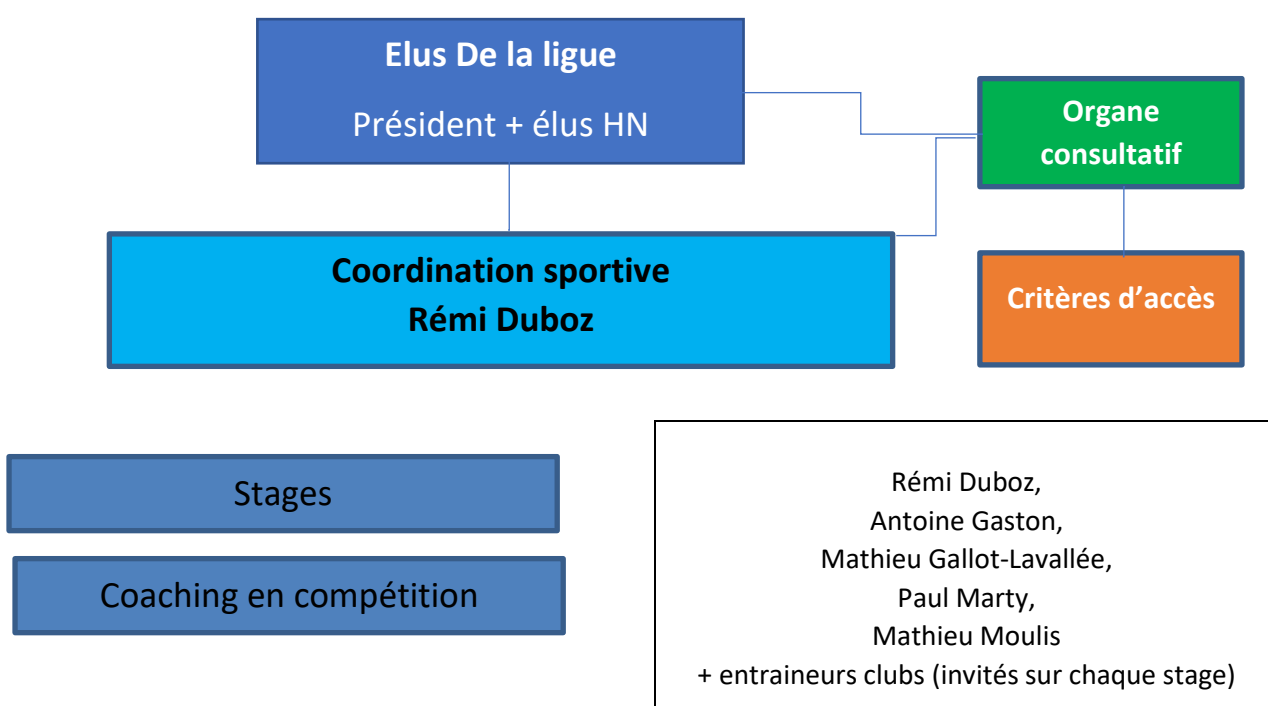 Elus De la ligue
Président + élus HN
Organe
consultatif
Coordination sportive
Rémi Duboz
Critères d’accès
Stages
Coaching en compétition
Rémi Duboz,
Antoine Gaston,
Mathieu Gallot-Lavallée,
Paul Marty,
Mathieu Moulis
+ entraineurs clubs (invités sur chaque stage)